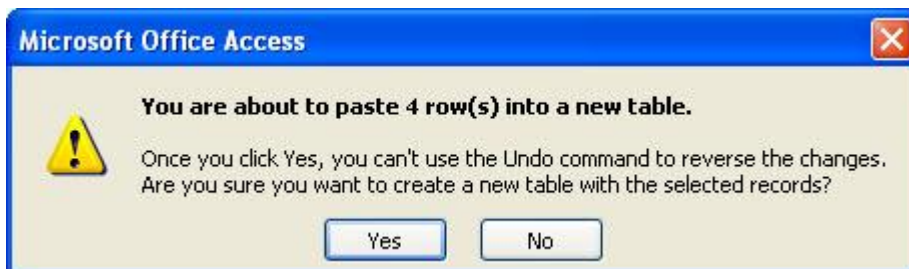 Microsoft Office Access
You are about to paste 4 row(s) into a new table.
Once you click Yes, you can't use the Undo command to reverse the changes.
Are you sure you want to create a new table with the selected records?
Yes No